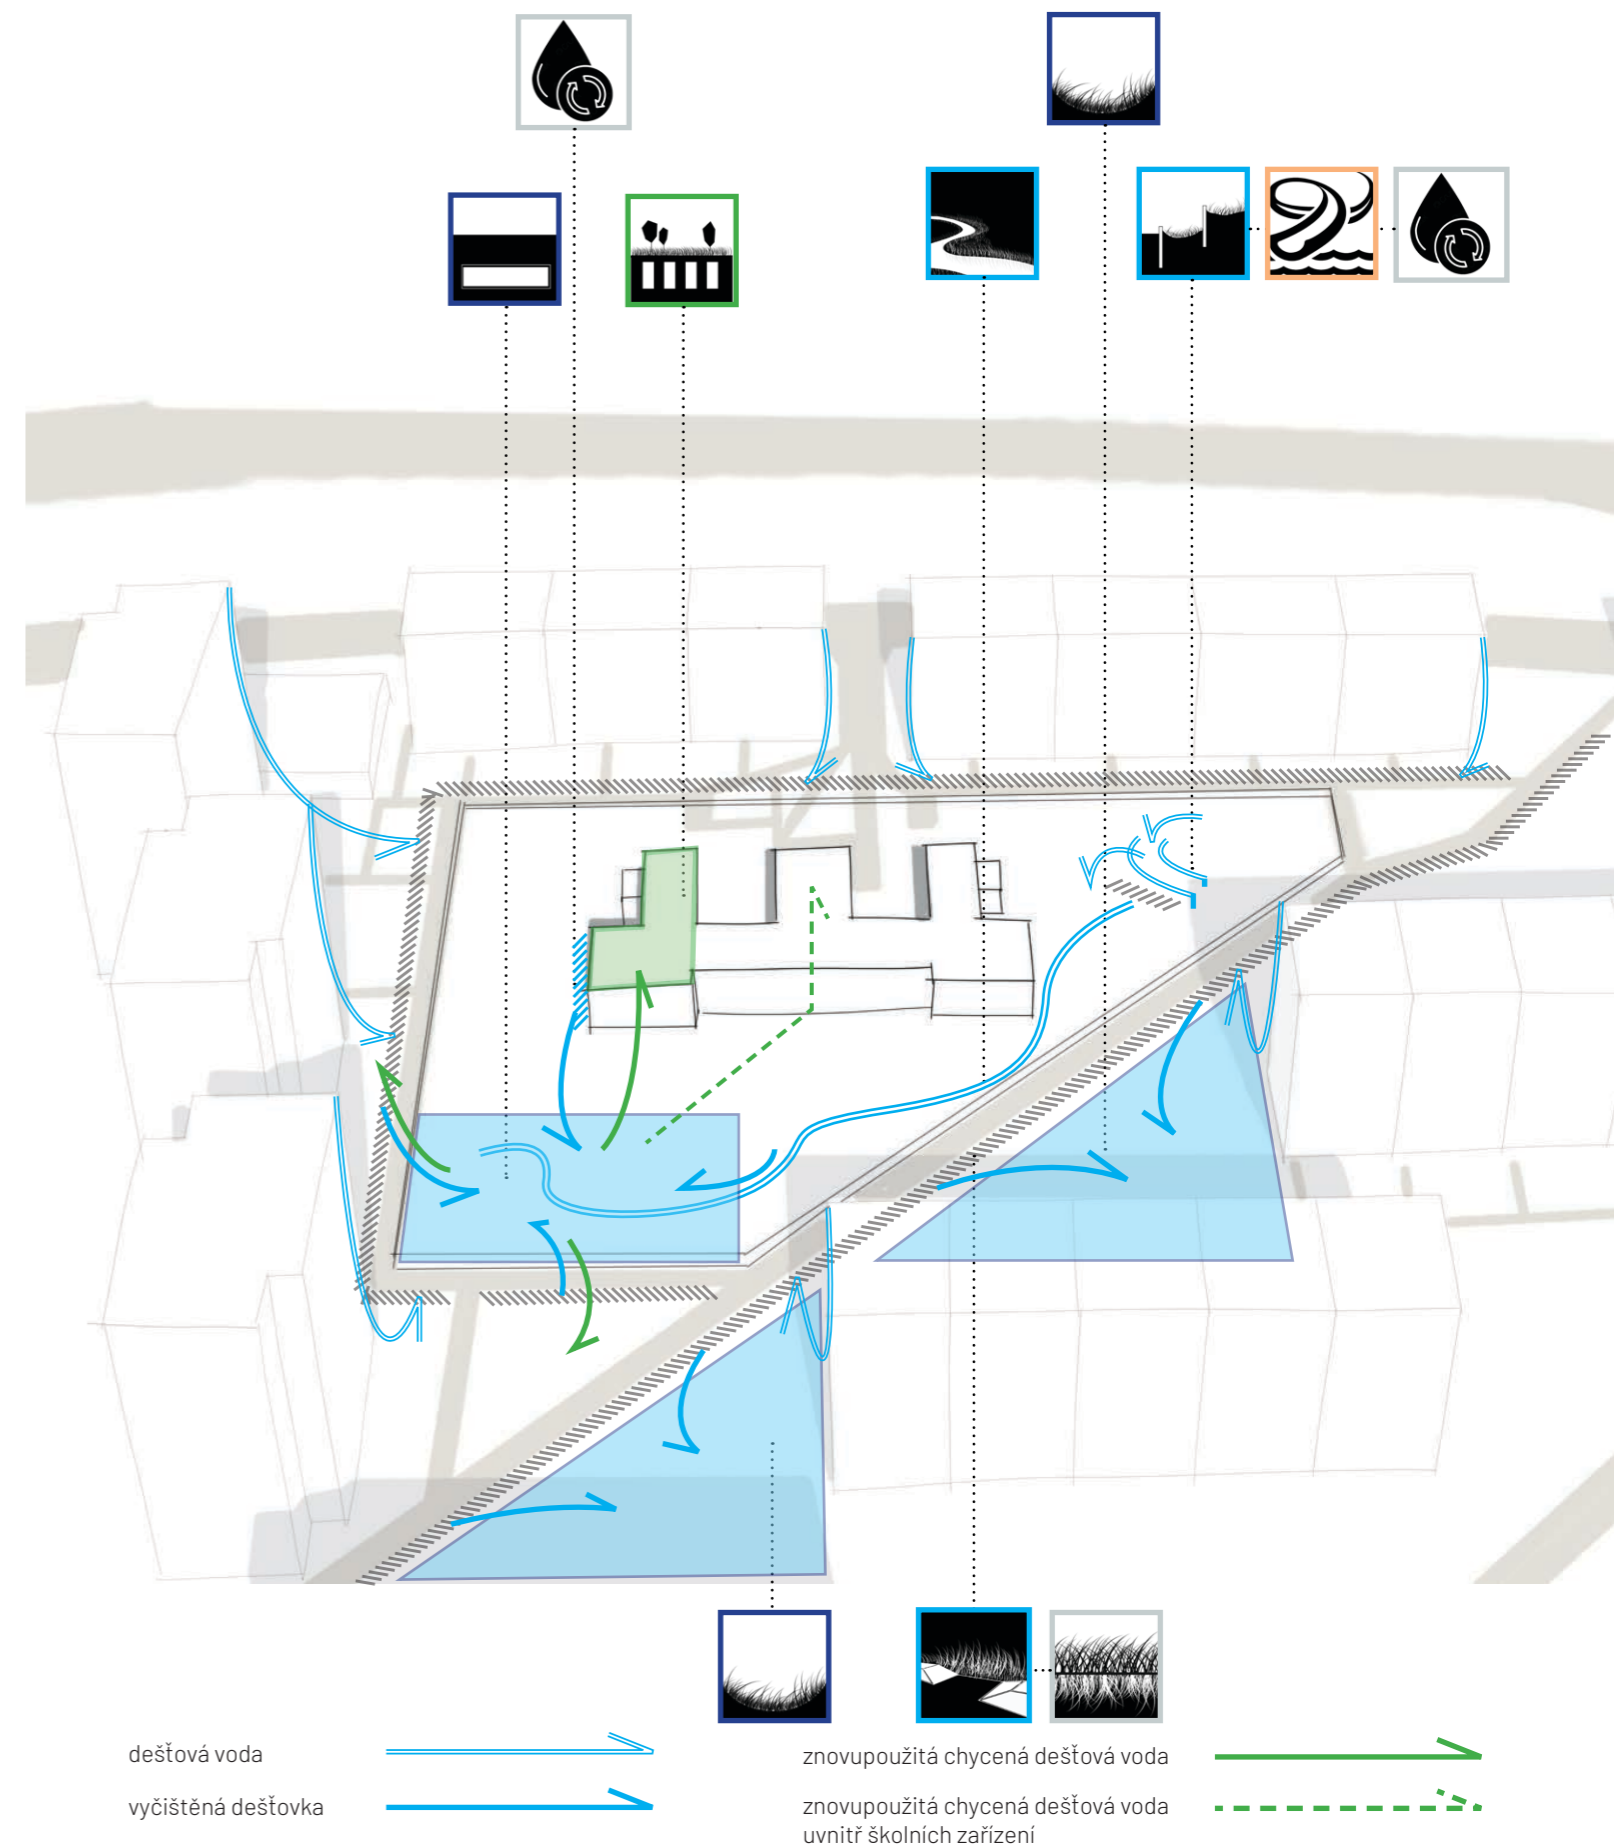 dešťová voda
vyčištěná dešťovka
znovupoužitá chycená dešťová voda
znovupoužitá chycená dešťová voda
uvnitř školních zařízení